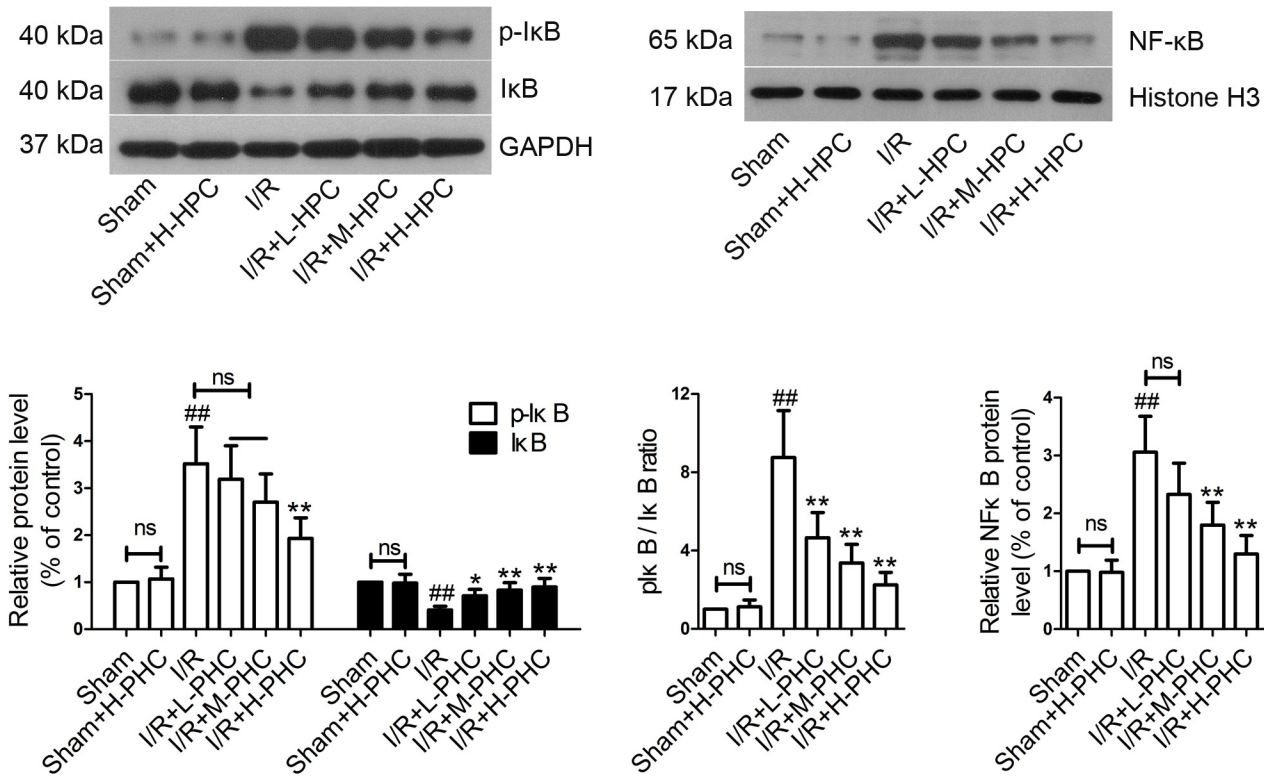 40 kDa
p-IκB
40 kDa
IκB
37 kDa
GAPDH
Sham
Sham+H-HPC
I/R
I/R+L-HPC
I/R+M-HPC
I/R+H-HPC
65 kDa
NF-κB
17 kDa
Histone H3
Sham
Sham+H-HPC
I/R
I/R+L-HPC
I/R+M-HPC
I/R+H-HPC
Relative protein level
(% of control)
5
4
3
2
1
0
ns
##
ns
**
ns
##
*
**
**
p-Iκ B
Iκ B
Sham
Sham+H-PHC
I/R
I/R+L-PHC
I/R+M-PHC
I/R+H-PHC
Sham
Sham+H-PHC
I/R
I/R+L-PHC
I/R+M-PHC
I/R+H-PHC
pIκ B / Iκ B ratio
12
8
4
0
ns
##
**
**
**
Sham
Sham+H-PHC
I/R
I/R+L-PHC
I/R+M-PHC
I/R+H-PHC
Relative NFκ B protein
level (% of control)
4
3
2
1
0
ns
##
ns
**
**
Sham
Sham+H-PHC
I/R
I/R+L-PHC
I/R+M-PHC
I/R+H-PHC